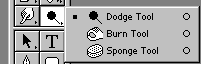 Dodge Tool O
Burn Tool O
T
Sponge Tool O